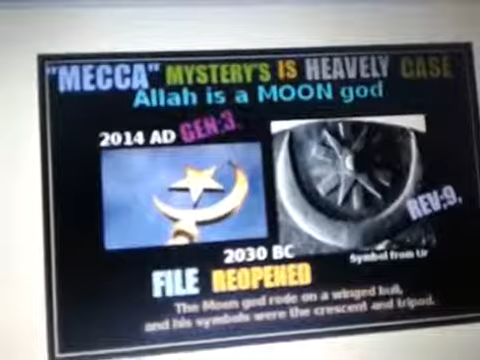 "MECCA" MYSTERY'S IS HEAVELY CASE
Allah is a MOON god
2014 AD GEN:3.
REV:9.
2030 BC
Symbol from Ur
FILE REOPENED
The Moon god rode on a winged bull,
and his symbols were the crescent and tripod.